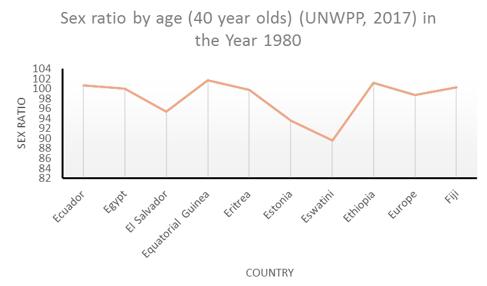 Sex ratio by age (40 year olds) (UNWPP, 2017) in
the Year 1980
104
102
100
98
96
94
92
90
88
86
84
82
SEX RATIO
Ecuador
Egypt
El Salvador
Equatorial Guinea
Eritrea
Estonia
Eswatini
Ethiopia
Europe
Fiji
COUNTRY